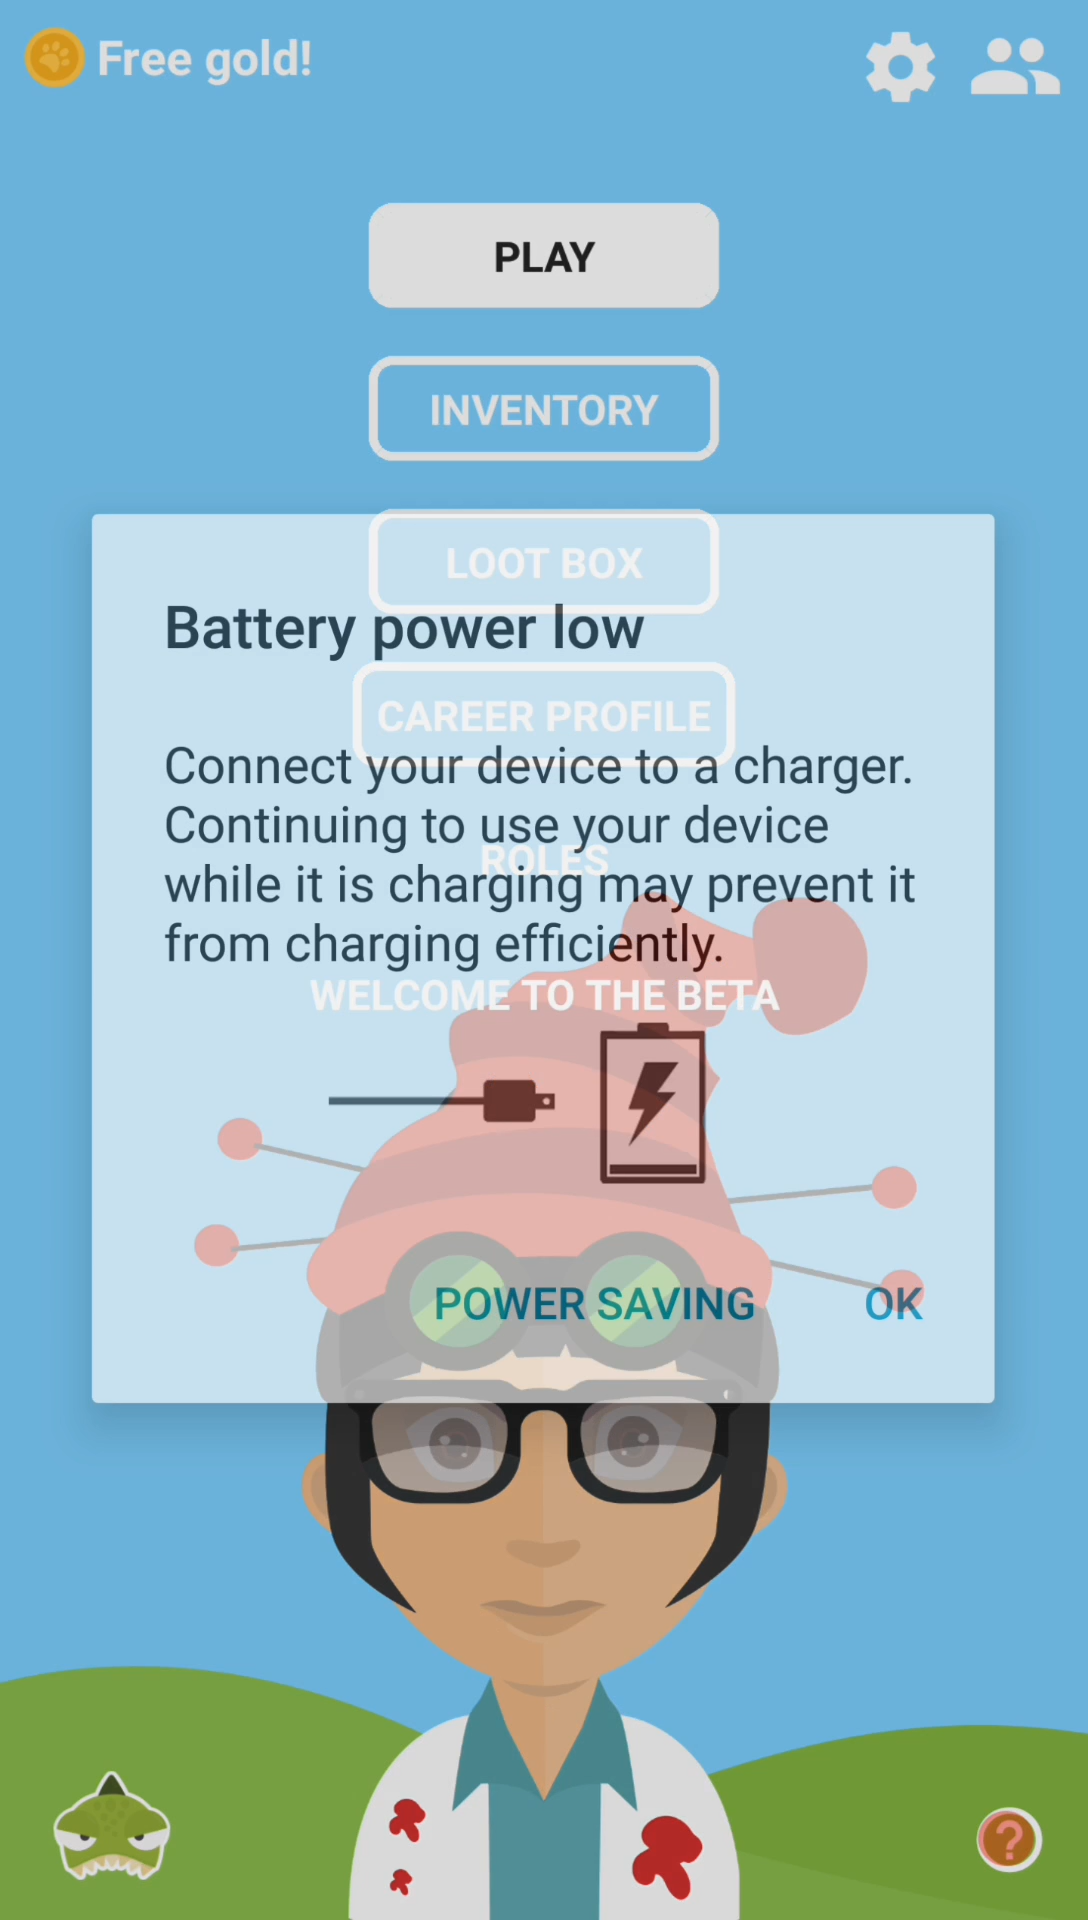 Free gold!
PLAY
INVENTORY
LOOT BOX
Battery power low
CAREER PROFILE
Connect your device to a charger.
Continuing to use your device
ROLES
while it is charging may prevent it
from charging efficiently.
WELCOME TO THE BETA
POWER SAVING
OK
?